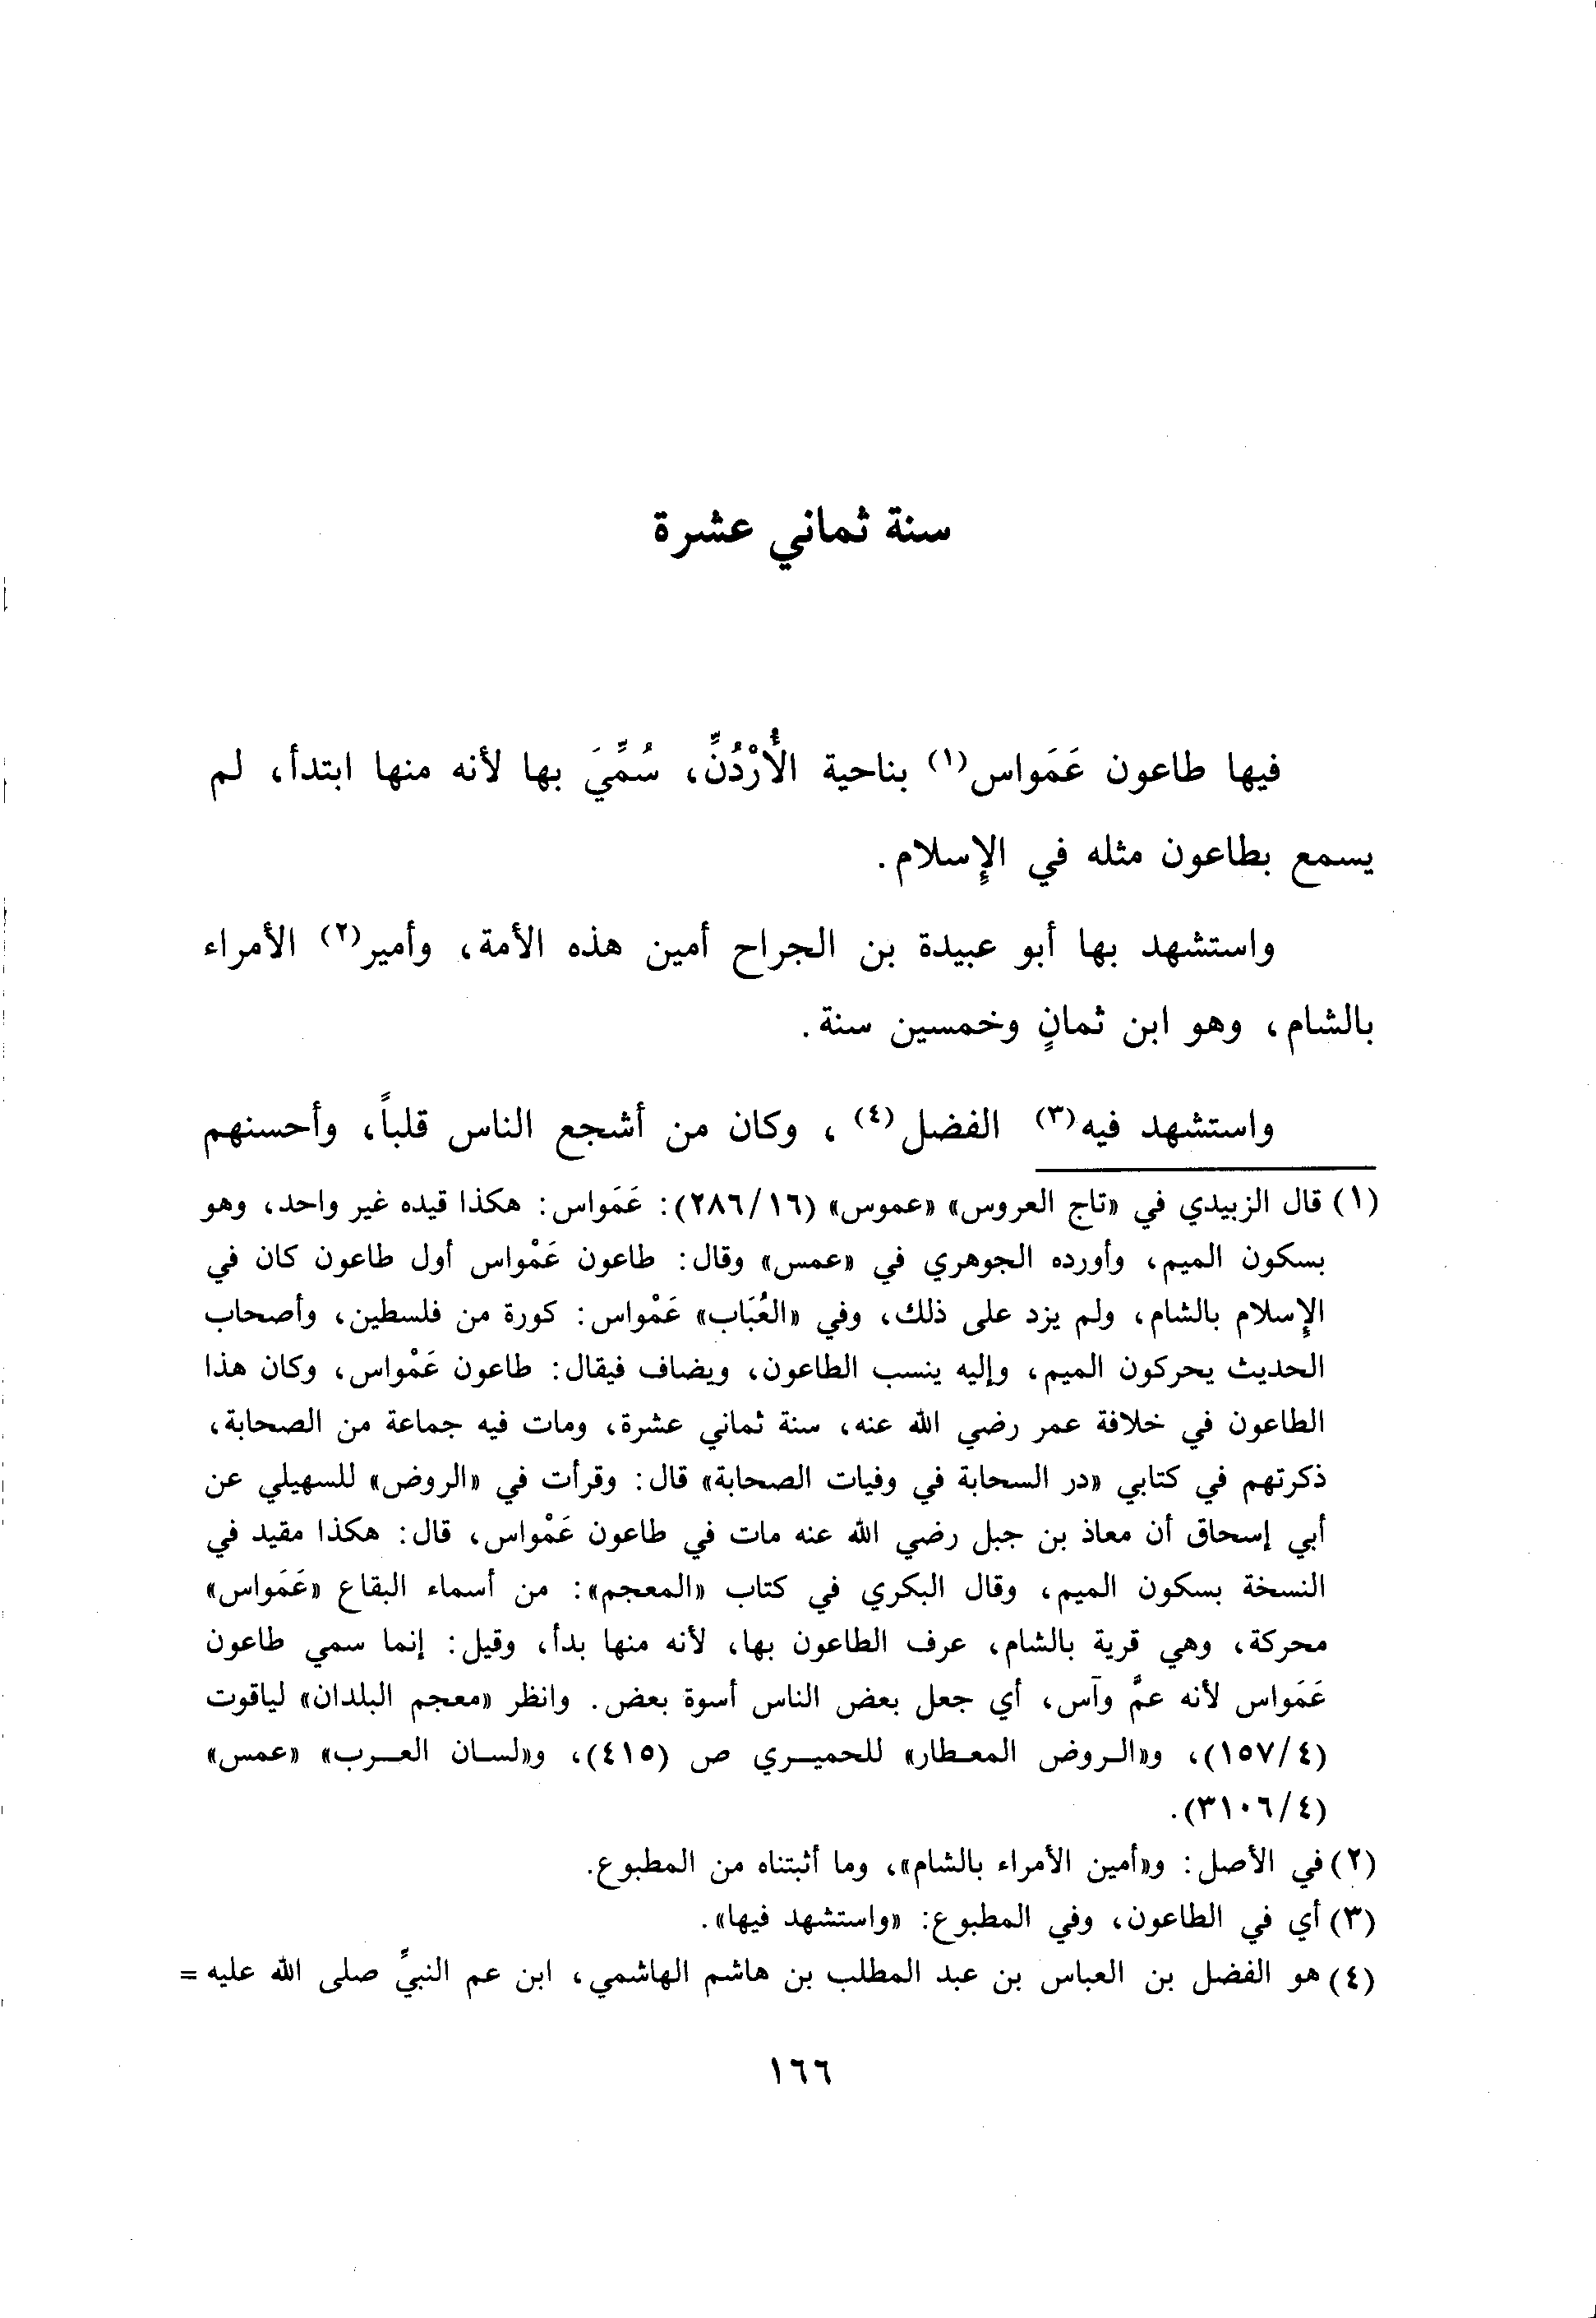 سنة ثماني عشرة
فيها طاعون عَمَواس(١) بناحية الأُرْدُنِّ، سُمِّيَ بها لأنه منها ابتدأ، لم
يسمع بطاعون مثله في الإِسلام.
واستشهد بها أبو عبيدة بن الجراح أمين هذه الأمة، وأمير(٢) الأمراء
بالشام، وهو ابن ثمانٍ وخمسين سنة.
واستشهد فيه(٣) الفضل(٤)، وكان من أشجع الناس قلباً، وأحسنهم
(١) قال الزبيدي في «تاج العروس» «عموس» (٢٨٦/١٦): عَمَواس: هكذا قيده غير واحد، وهو
بسكون الميم، وأورده الجوهري في «عمس» وقال: طاعون عَمْواس أول طاعون كان في
الإِسلام بالشام، ولم يزد على ذلك، وفي «العُبَاب» عَمْواس: كورة من فلسطين، وأصحاب
الحديث يحركون الميم، وإليه ينسب الطاعون، ويضاف فيقال: طاعون عَمْواس، وكان هذا
الطاعون في خلافة عمر رضي الله عنه، سنة ثماني عشرة، ومات فيه جماعة من الصحابة،
ذكرتهم في كتابي «در السحابة في وفيات الصحابة» قال: وقرأت في «الروض» للسهيلي عن
أبي إسحاق أن معاذ بن جبل رضي الله عنه مات في طاعون عَمْواس، قال: هكذا مقيد في
النسخة بسكون الميم، وقال البكري في كتاب «المعجم»: من أسماء البقاع «عَمَواس»
محركة، وهي قرية بالشام، عرف الطاعون بها، لأنه منها بدأ، وقيل: إنما سمي طاعون
عَمَواس لأنه عمَّ وآس، أي جعل بعض الناس أسوة بعض. وانظر «معجم البلدان» لياقوت
(١٥٧/٤)، و«الروض المعطار» للحميري ص (٤١٥)، و«لسان العرب» «عمس»
(٣١٠٦/٤).
(٢) في الأصل: و«أمين الأمراء بالشام»، وما أثبتناه من المطبوع.
(٣) أي في الطاعون، وفي المطبوع: «واستشهد فيها».
(٤) هو الفضل بن العباس بن عبد المطلب بن هاشم الهاشمي، ابن عم النبيِّ صلى الله عليه =
١٦٦